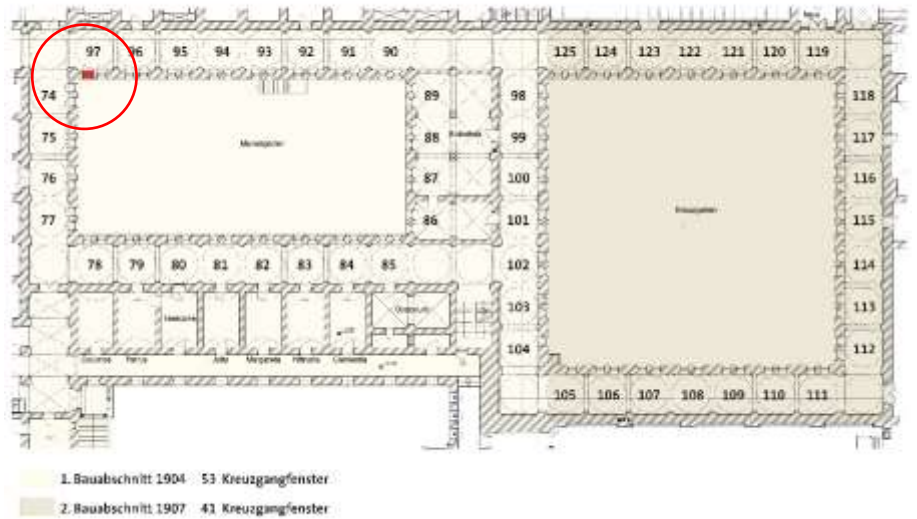 97 96 95 94 93 92 91 90 125 124 123 122 121 120 119
74 89 98 118
75 88 99 117
76 87 100 116
77 86 101 115
78 79 80 81 82 83 84 85 102 114
103 113
104 112
105 106 107 108 109 110 111
1. Bauabschnitt 1904 53 Kreuzgangfenster
2. Bauabschnitt 1907 41 Kreuzgangfenster